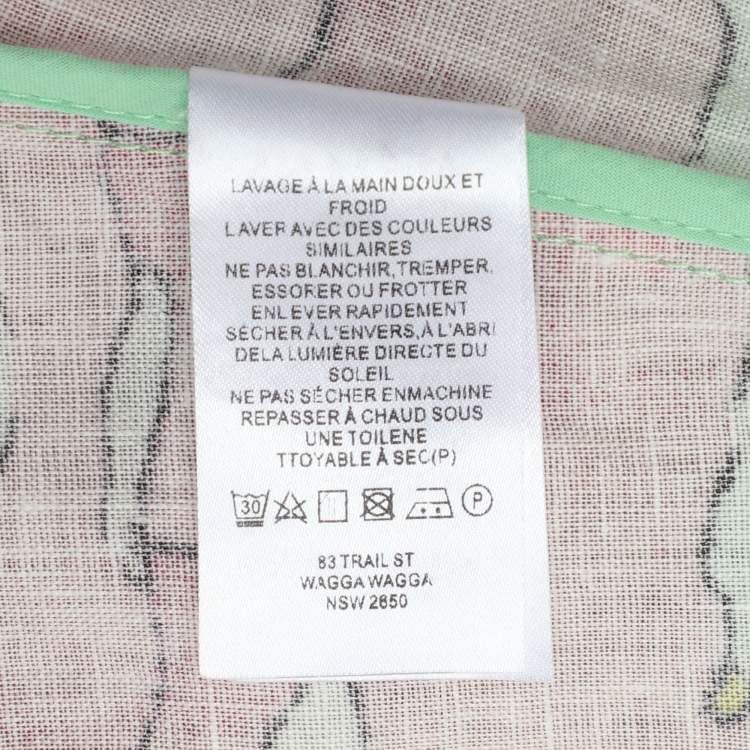 LAVAGE À LA MAIN DOUX ET
FROID
LAVER AVEC DES COULEURS
SIMILAIRES
NE PAS BLANCHIR, TREMPER,
ESSORER OU FROTTER
ENLEVER RAPIDEMENT
SÉCHER À L'ENVERS, À L'ABRI
DELA LUMIÈRE DIRECTE DU
SOLEIL
NE PAS SÉCHER ENMACHINE
REPASSER À CHAUD SOUS
UNE TOILENE
TTOYABLE À SEC(P)
30 P
83 TRAIL ST
WAGGA WAGGA
NSW 2650